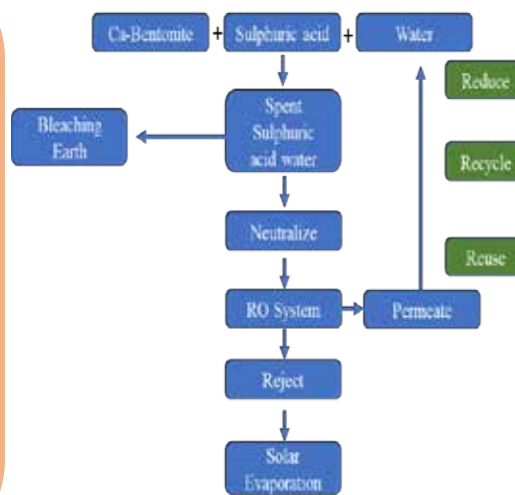 Ca-Bentonite + Sulphuric acid + Water
Reduce
Bleaching
Earth
Spent
Sulphuric
acid water
Recycle
Neutralize
Reuse
RO System
Permeate
Reject
Solar
Evaporation